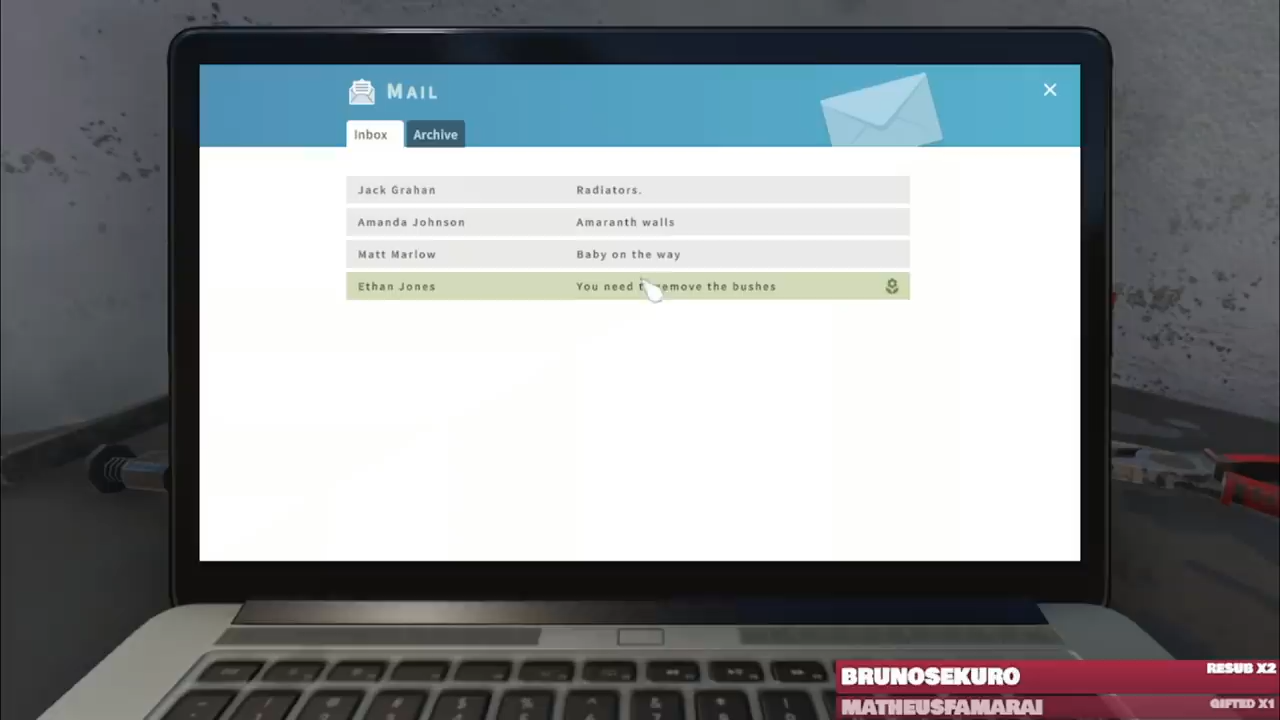 MAIL
Inbox
Archive
Jack Grahan Radiators.
Amanda Johnson Amaranth walls
Matt Marlow Baby on the way
Ethan Jones You need t remove the bushes
BRUNOSEKURO RESUB X2
MATHEUSFAMARAI GIFTED X1